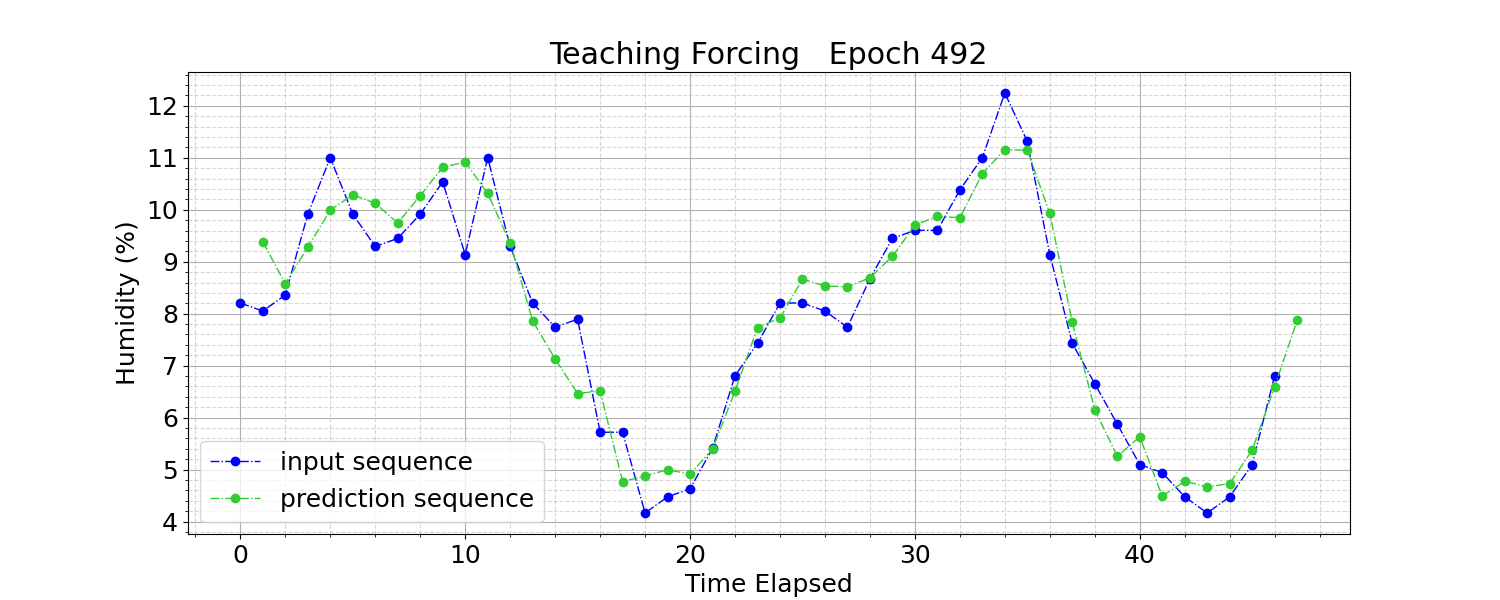 Teaching Forcing   Epoch 492
12
11
10
9
8
7
6
5
4
Humidity (%)
input sequence
prediction sequence
0 10 20 30 40
Time Elapsed